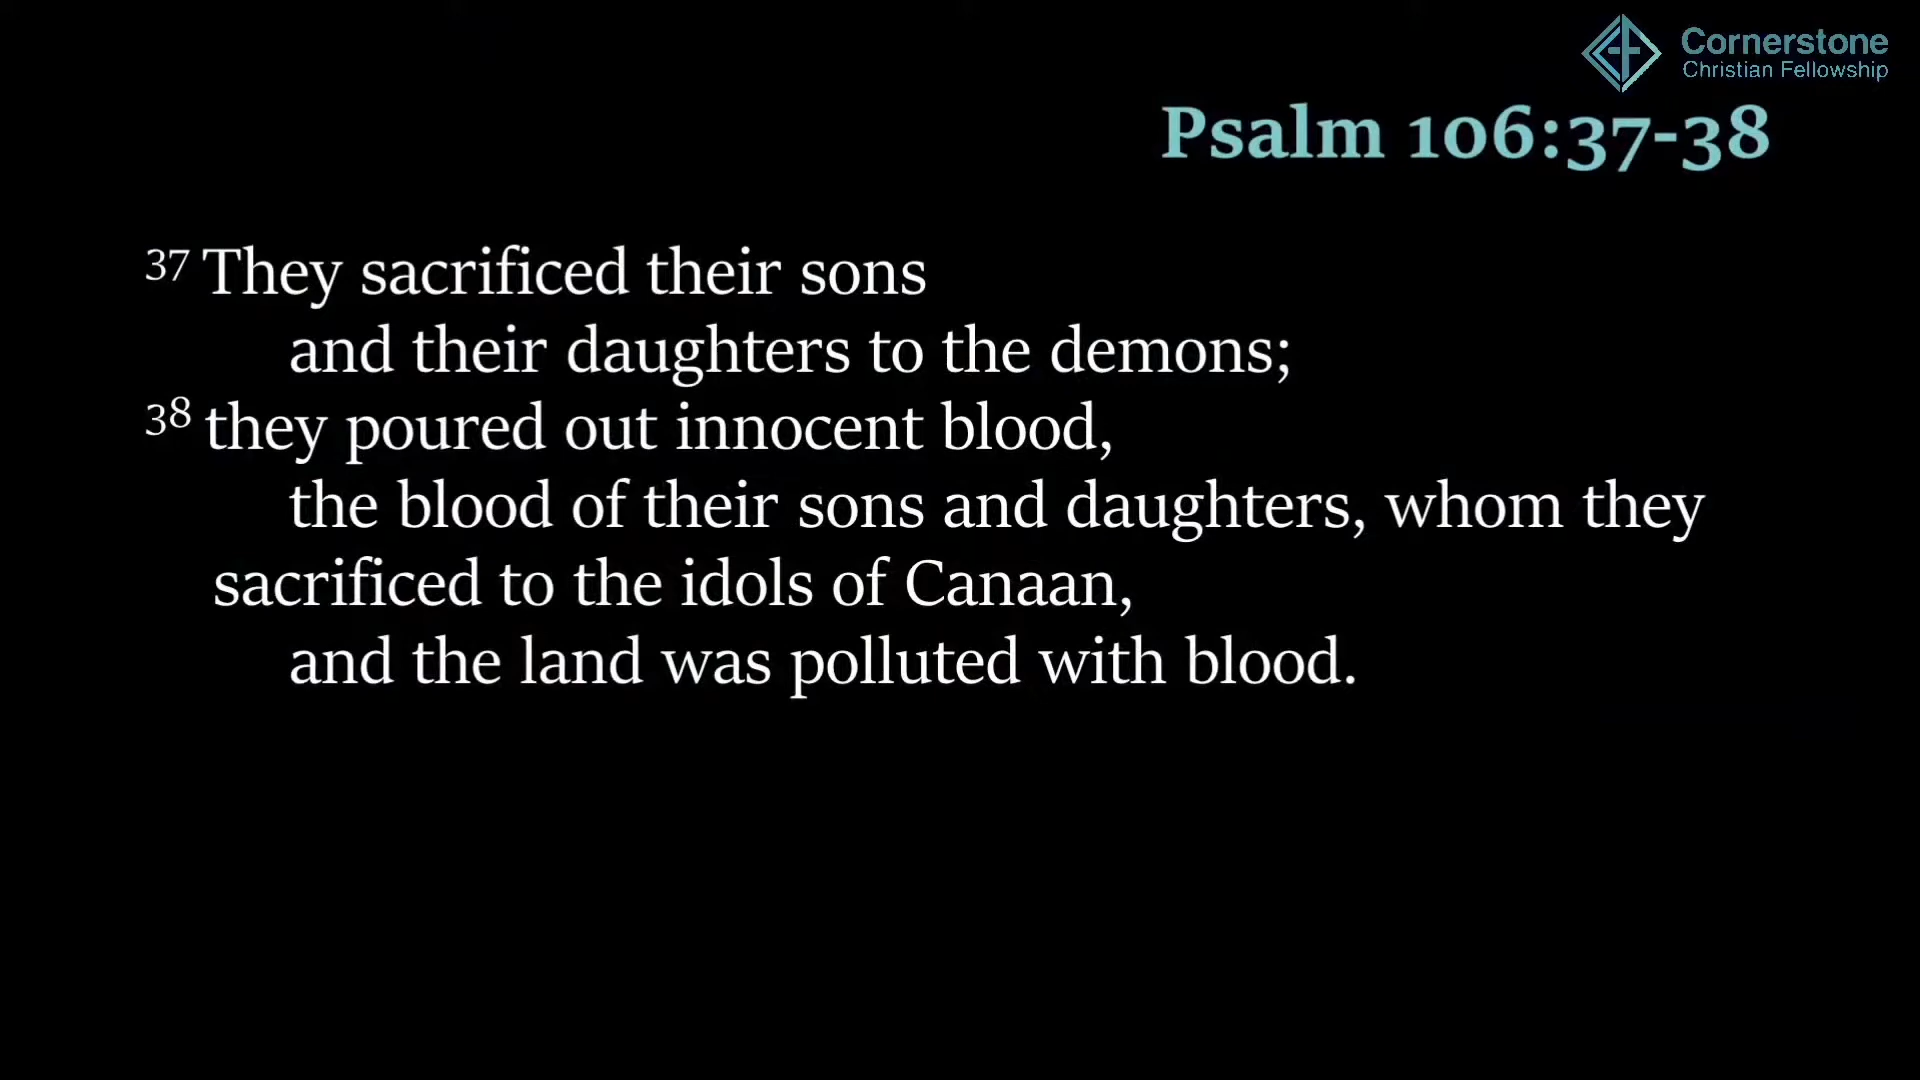 Cornerstone
Christian Fellowship
Psalm 106:37-38
37 They sacrificed their sons
and their daughters to the demons;
38 they poured out innocent blood,
the blood of their sons and daughters, whom they
sacrificed to the idols of Canaan,
and the land was polluted with blood.